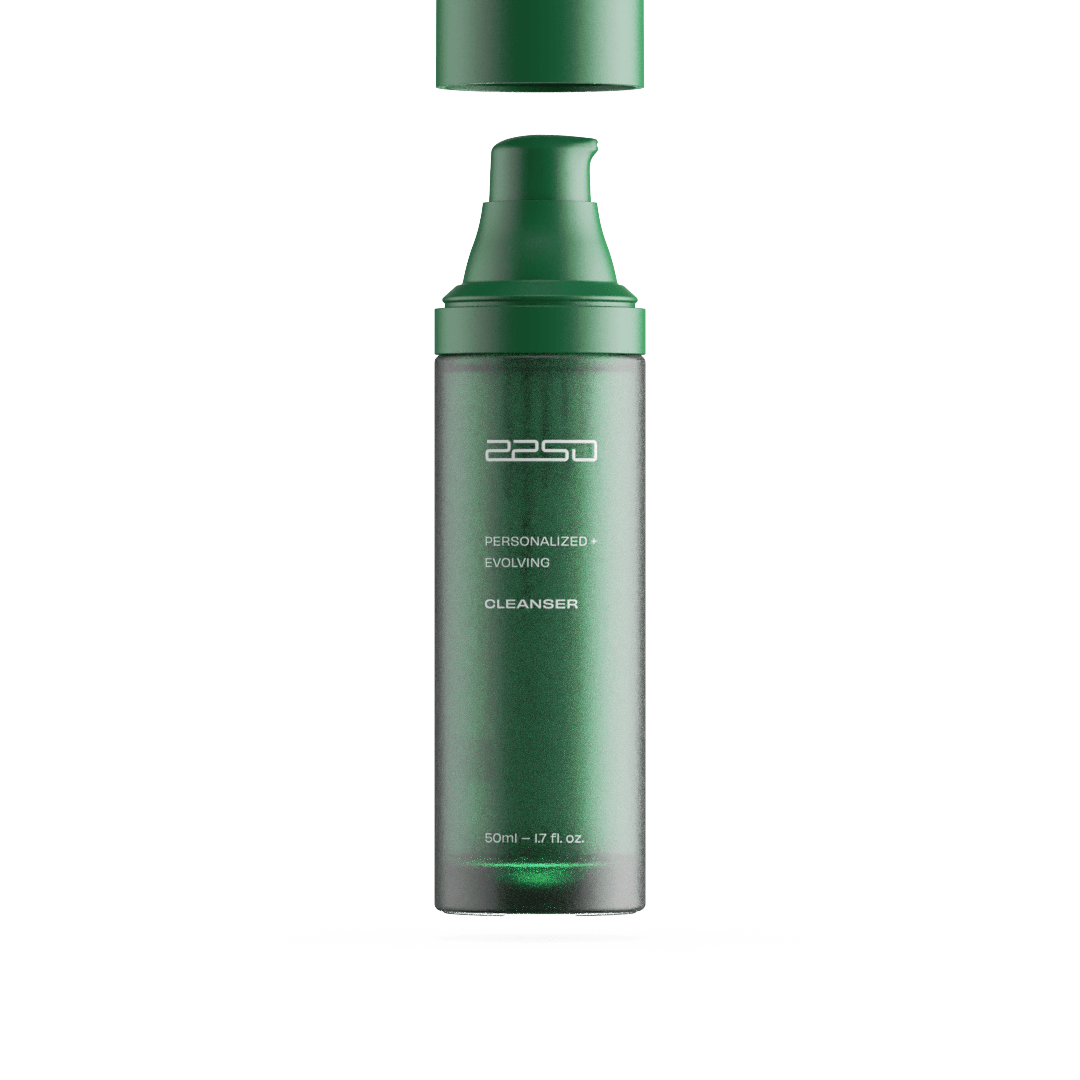 2250
PERSONALIZED +
EVOLVING
CLEANSER
50ml – 1.7 fl. oz.